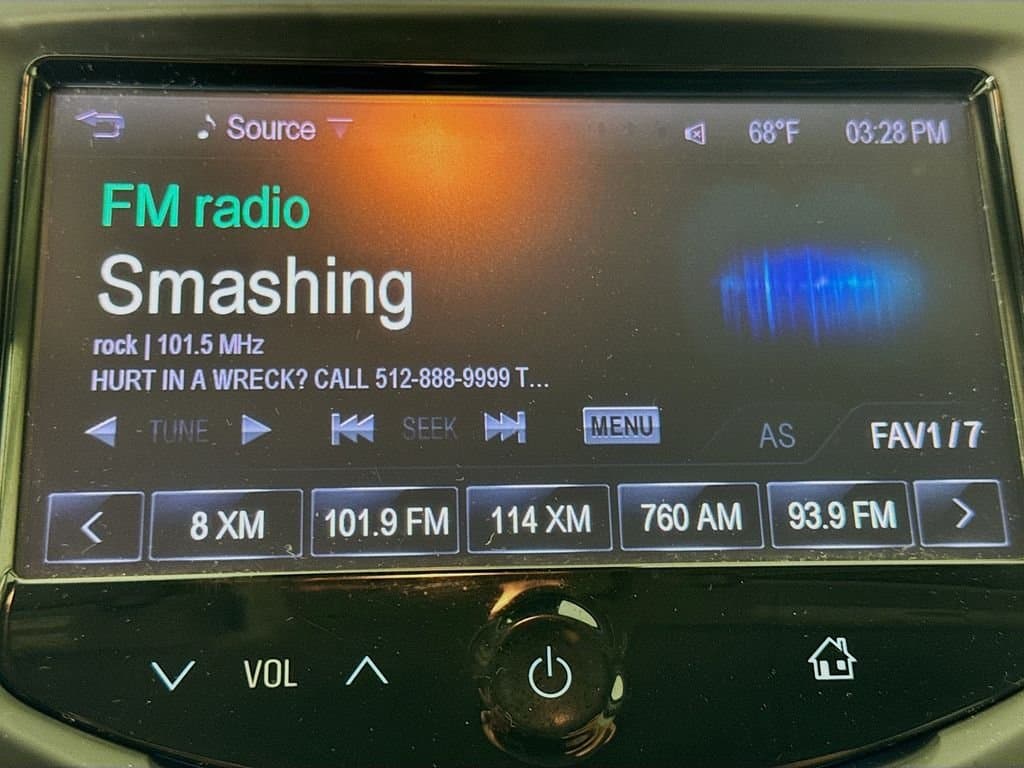 Source 68°F 03:28 PM
FM radio
Smashing
rock | 101.5 MHz
HURT IN A WRECK? CALL 512-888-9999 T...
TUNE SEEK MENU AS FAV1/7
8 XM 101.9 FM 114 XM 760 AM 93.9 FM
VOL